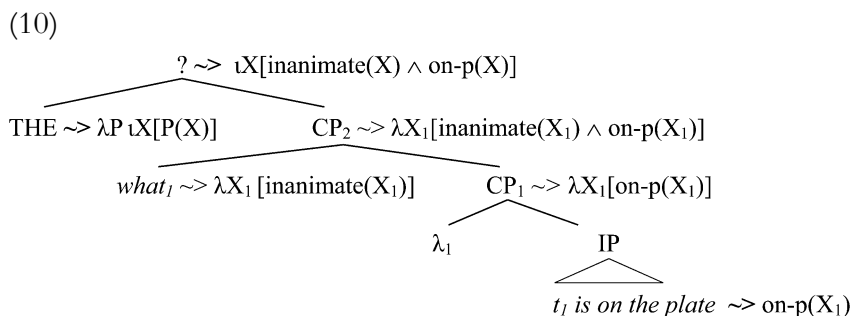 (10)
? ~> ιX[inanimate(X) ∧ on-p(X)]
THE ~> λP ιX[P(X)] CP₂ ~> λX₁[inanimate(X₁) ∧ on-p(X₁)]
what₁ ~> λX₁ [inanimate(X₁)] CP₁ ~> λX₁[on-p(X₁)]
λ₁ IP
t₁ is on the plate ~> on-p(X₁)